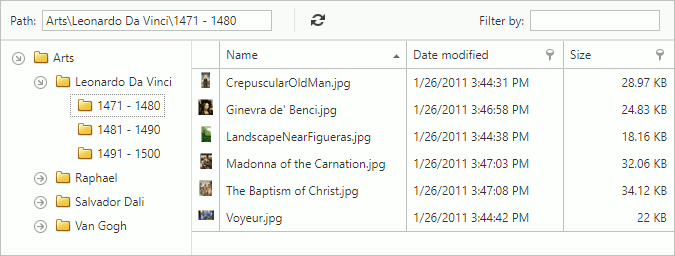 Path: Arts\Leonardo Da Vinci\1471 - 1480 Filter by:
Arts
Leonardo Da Vinci
1471 - 1480
1481 - 1490
1491 - 1500
Raphael
Salvador Dali
Van Gogh
Name Date modified Size
CrepuscularOldMan.jpg 1/26/2011 3:44:31 PM 28.97 KB
Ginevra de' Benci.jpg 1/26/2011 3:46:58 PM 24.83 KB
LandscapeNearFigueras.jpg 1/26/2011 3:44:38 PM 18.16 KB
Madonna of the Carnation.jpg 1/26/2011 3:47:03 PM 32.06 KB
The Baptism of Christ.jpg 1/26/2011 3:47:08 PM 34.12 KB
Voyeur.jpg 1/26/2011 3:44:42 PM 22 KB